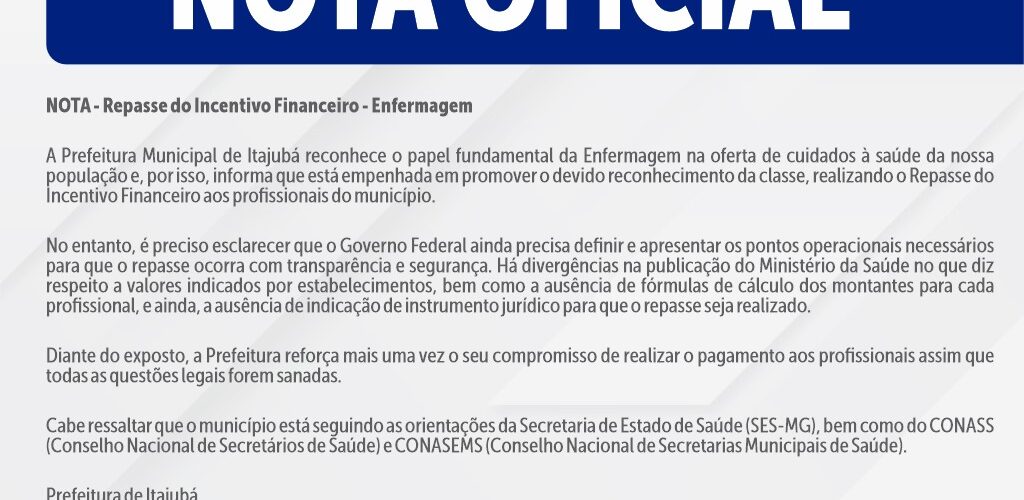 NOTA OFICIAL
NOTA - Repasse do Incentivo Financeiro - Enfermagem
A Prefeitura Municipal de Itajubá reconhece o papel fundamental da Enfermagem na oferta de cuidados à saúde da nossa
população e, por isso, informa que está empenhada em promover o devido reconhecimento da classe, realizando o Repasse do
Incentivo Financeiro aos profissionais do município.
No entanto, é preciso esclarecer que o Governo Federal ainda precisa definir e apresentar os pontos operacionais necessários
para que o repasse ocorra com transparência e segurança. Há divergências na publicação do Ministério da Saúde no que diz
respeito a valores indicados por estabelecimentos, bem como a ausência de fórmulas de cálculo dos montantes para cada
profissional, e ainda, a ausência de indicação de instrumento jurídico para que o repasse seja realizado.
Diante do exposto, a Prefeitura reforça mais uma vez o seu compromisso de realizar o pagamento aos profissionais assim que
todas as questões legais forem sanadas.
Cabe ressaltar que o município está seguindo as orientações da Secretaria de Estado de Saúde (SES-MG), bem como do CONASS
(Conselho Nacional de Secretários de Saúde) e CONASEMS (Conselho Nacional de Secretarias Municipais de Saúde).
Prefeitura de Itajubá